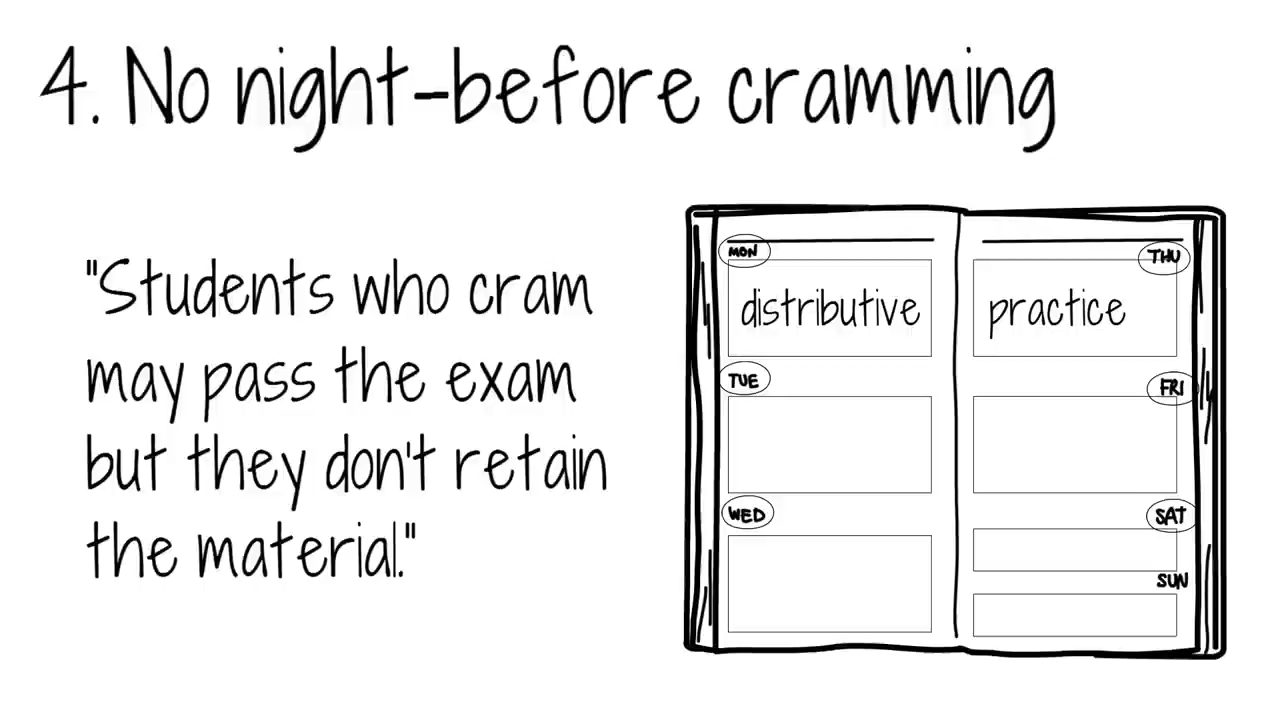 4. No night-before cramming
"Students who cram
may pass the exam
but they don't retain
the material."
MON
distributive
TUE
WED
THU
practice
FRI
SAT
SUN